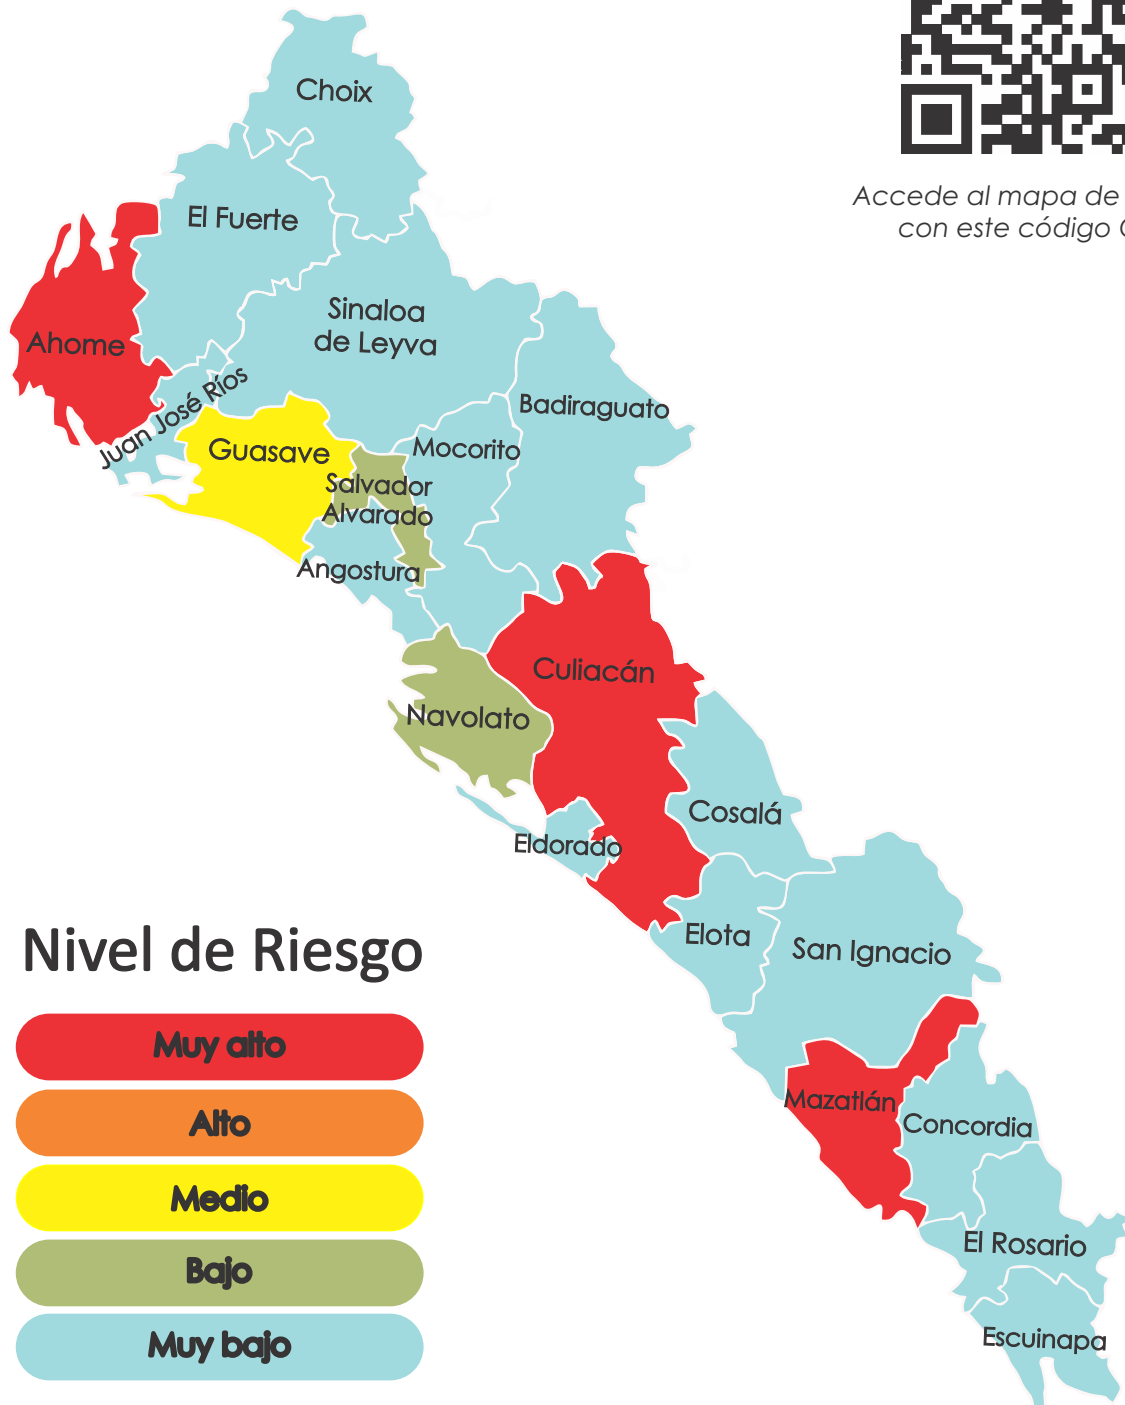 Choix
Accede al mapa de
con este código
El Fuerte
Sinaloa
de Leyva
Ahome
Juan José Ríos
Badiraguato
Guasave
Mocorito
Salvador
Alvarado
Angostura
Culiacán
Navolato
Cosalá
Eldorado
Elota
San Ignacio
Mazatlán
Concordia
El Rosario
Escuinapa
Nivel de Riesgo
Muy alto
Alto
Medio
Bajo
Muy bajo